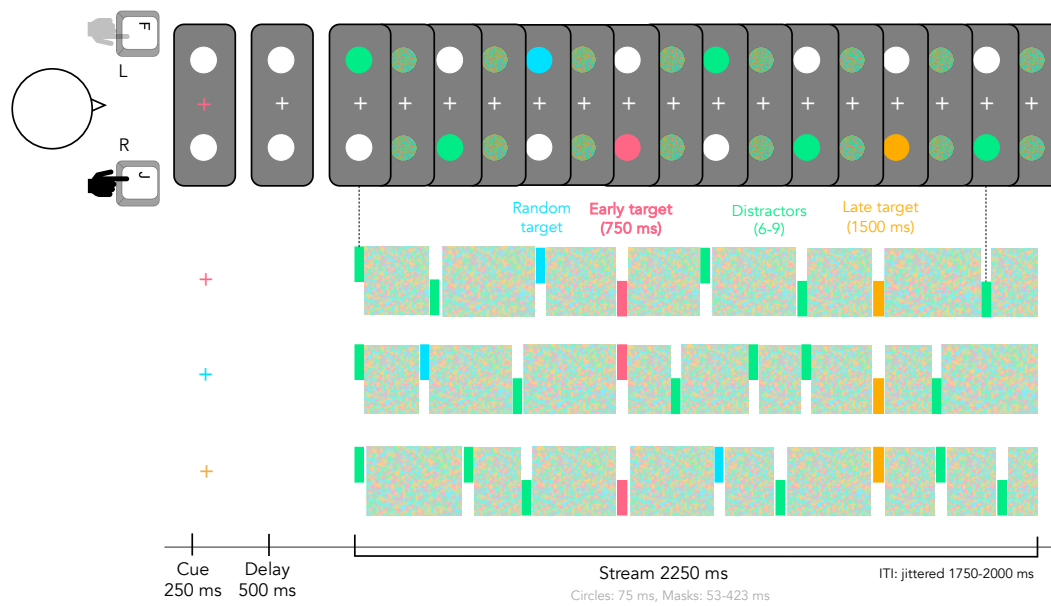 F
L
R
J
Random
target
Early target
(750 ms)
Distractors
(6-9)
Late target
(1500 ms)
Cue
250 ms
Delay
500 ms
Stream 2250 ms
Circles: 75 ms, Masks: 53-423 ms
ITI: jittered 1750-2000 ms